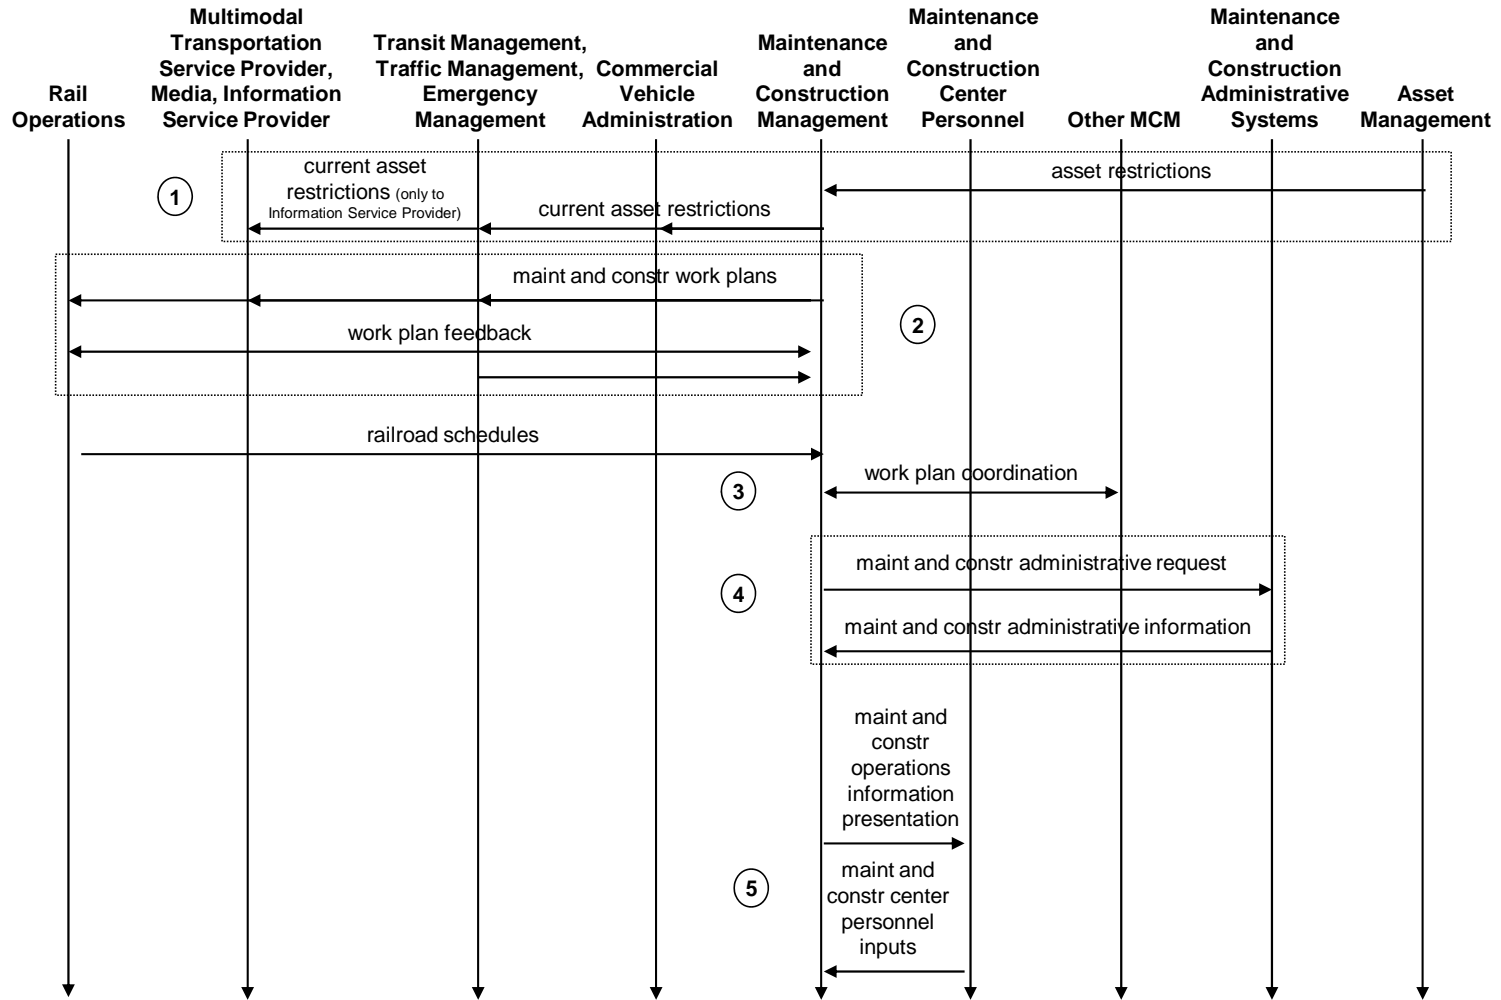 Rail
Operations
Multimodal
Transportation
Service Provider,
Media, Information
Service Provider
Transit Management,
Traffic Management,
Emergency
Management
Commercial
Vehicle
Administration
Maintenance
and
Construction
Management
Maintenance
and
Construction
Center
Personnel
Other MCM
Maintenance
and
Construction
Administrative
Systems
Asset
Management
1
current asset
restrictions (only to
Information Service Provider)
current asset restrictions
asset restrictions
maint and constr work plans
2
work plan feedback
railroad schedules
3
work plan coordination
4
maint and constr administrative request
maint and constr administrative information
maint and
constr
operations
information
presentation
5
maint and
constr center
personnel
inputs